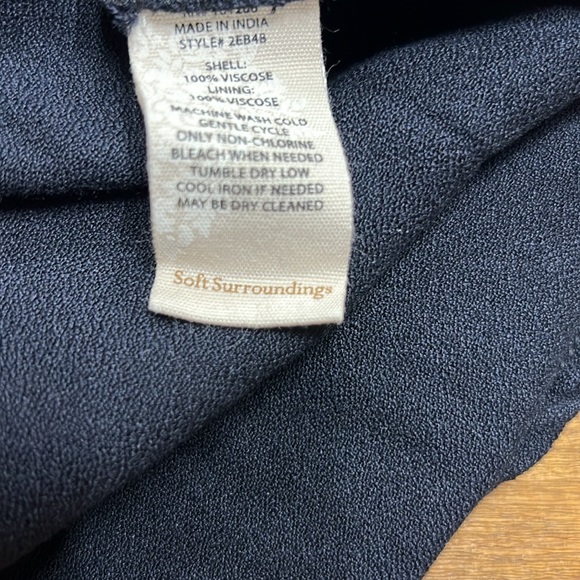 MADE IN INDIA
STYLE# 2EB4B
SHELL:
100% VISCOSE
LINING:
100% VISCOSE
MACHINE WASH COLD
GENTLE CYCLE
ONLY NON-CHLORINE
BLEACH WHEN NEEDED
TUMBLE DRY LOW
COOL IRON IF NEEDED
MAY BE DRY CLEANED
Soft Surroundings